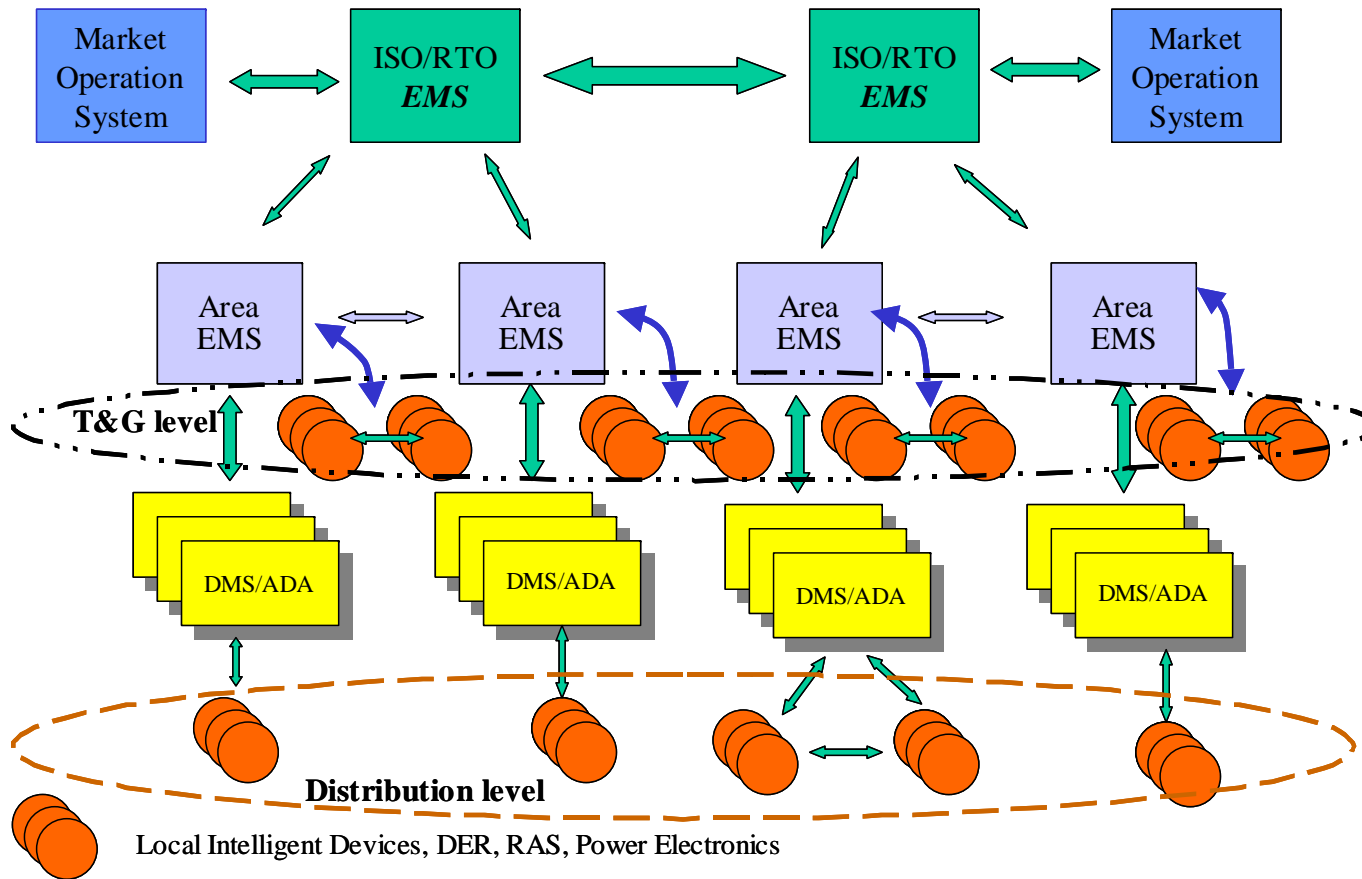 Market
Operation
System
ISO/RTO
EMS
ISO/RTO
EMS
Market
Operation
System
Area
EMS
Area
EMS
Area
EMS
Area
EMS
T&G level
DMS/ADA
DMS/ADA
DMS/ADA
DMS/ADA
Distribution level
Local Intelligent Devices, DER, RAS, Power Electronics